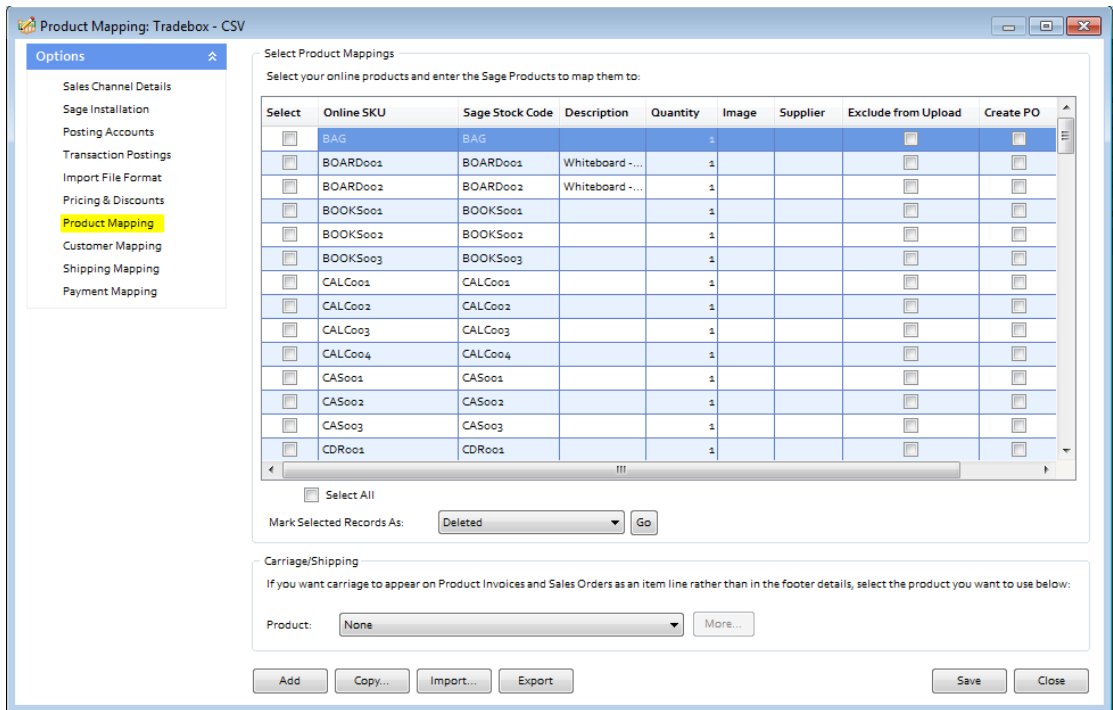 Product Mapping: Tradebox - CSV
Options
Sales Channel Details
Sage Installation
Posting Accounts
Transaction Postings
Import File Format
Pricing & Discounts
Product Mapping
Customer Mapping
Shipping Mapping
Payment Mapping
Select Product Mappings
Select your online products and enter the Sage Products to map them to:
Select Online SKU Sage Stock Code Description Quantity Image Supplier Exclude from Upload Create PO
BAG BAG 1
BOARD001 BOARD001 Whiteboard -... 1
BOARD002 BOARD002 Whiteboard -... 1
BOOKS001 BOOKS001 1
BOOKS002 BOOKS002 1
BOOKS003 BOOKS003 1
CALC001 CALC001 1
CALC002 CALC002 1
CALC003 CALC003 1
CALC004 CALC004 1
CAS001 CAS001 1
CAS002 CAS002 1
CAS003 CAS003 1
CDR001 CDR001 1
Select All
Mark Selected Records As: Deleted Go
Carriage/Shipping
If you want carriage to appear on Product Invoices and Sales Orders as an item line rather than in the footer details, select the product you want to use below:
Product: None More...
Add Copy... Import... Export Save Close